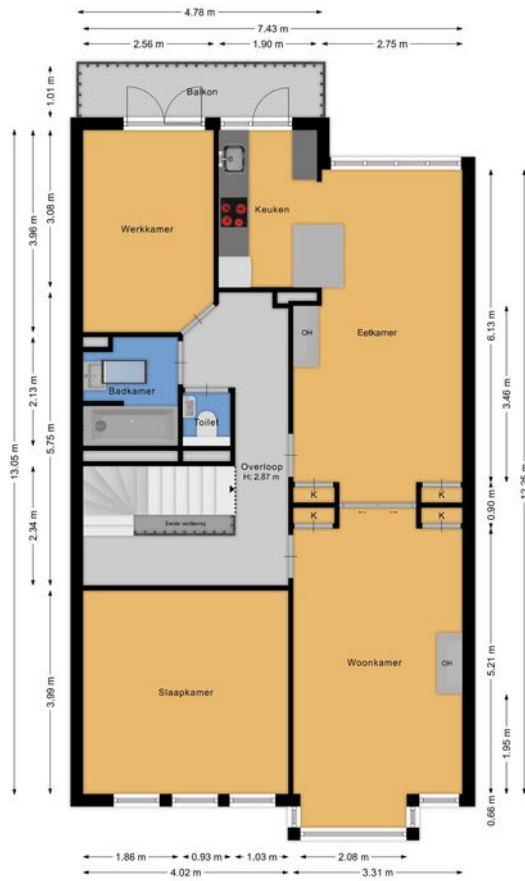 4.78 m
7.43 m
2.56 m
1.90 m
2.75 m
1.01 m
Balkon
13.05 m
3.96 m
3.08 m
Werkkamer
Keuken
6.13 m
3.46 m
12.25 m
OH
Eetkamer
2.13 m
5.75 m
Badkamer
Toilet
Overloop
H: 2,87 m
2.34 m
Eerste verdieping
K
K
0.90 m
K
K
5.21 m
3.99 m
Slaapkamer
Woonkamer
OH
1.95 m
0.66 m
1.86 m
0.93 m
1.03 m
2.08 m
4.02 m
3.31 m